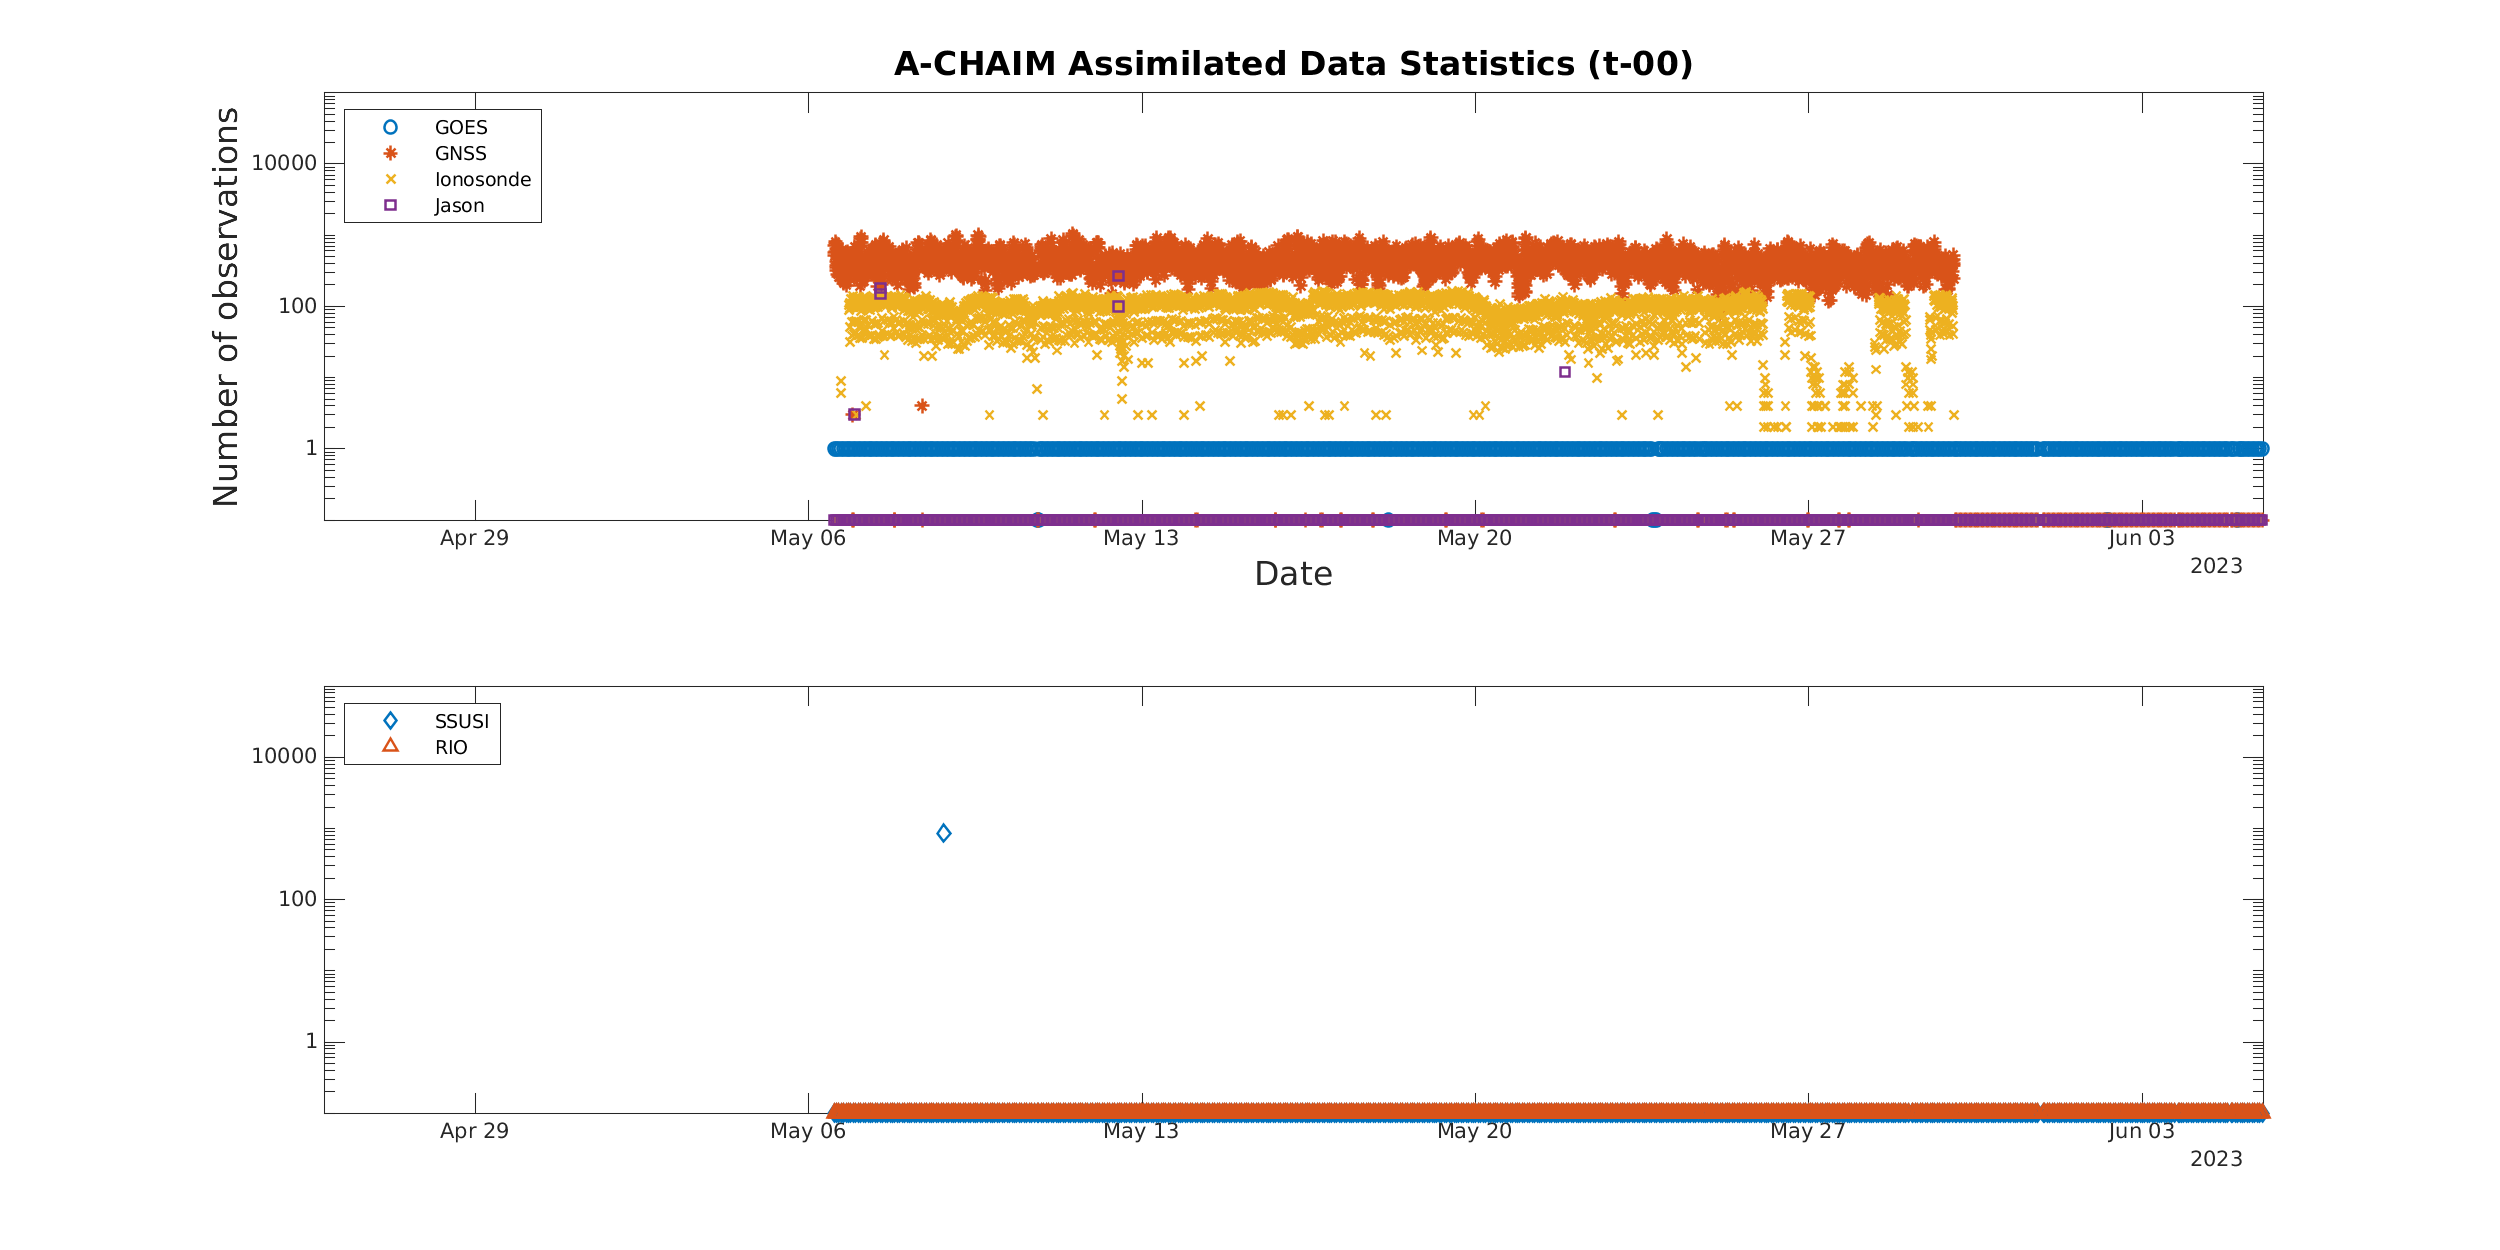 A-CHAIM Assimilated Data Statistics (t-00)
Number of observations
GOES
GNSS
Ionosonde
Jason
10000
100
1
Apr 29 May 06 May 13 May 20 May 27 Jun 03
2023
Date
SSUSI
RIO
10000
100
1
Apr 29 May 06 May 13 May 20 May 27 Jun 03
2023